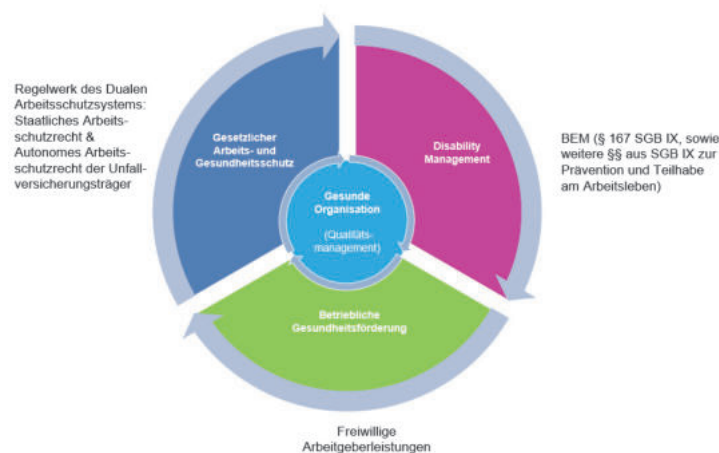 Regelwerk des Dualen
Arbeitsschutzsystems:
Staatliches Arbeits-
schutzrecht &
Autonomes Arbeits-
schutzrecht der Unfall-
versicherungsträger
Gesetzlicher
Arbeits- und
Gesundheitsschutz
Disability
Management
BEM (§ 167 SGB IX, sowie
weitere §§ aus SGB IX zur
Prävention und Teilhabe
am Arbeitsleben)
Gesunde
Organisation
(Qualitäts-
management)
Betriebliche
Gesundheitsförderung
Freiwillige
Arbeitgeberleistungen